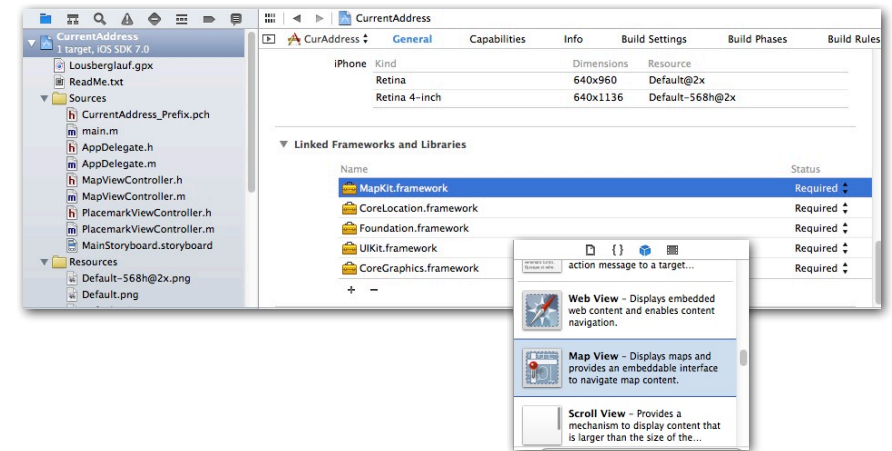 CurrentAddress
CurrentAddress
1 target, iOS SDK 7.0
Lousberglauf.gpx
ReadMe.txt
Sources
CurrentAddress_Prefix.pch
main.m
AppDelegate.h
AppDelegate.m
MapViewController.h
MapViewController.m
PlacemarkViewController.h
PlacemarkViewController.m
MainStoryboard.storyboard
Resources
Default-568h@2x.png
Default.png
CurAddress General Capabilities Info Build Settings Build Phases Build Rules
iPhone Kind Dimensions Resource
Retina 640x960 Default@2x
Retina 4-inch 640x1136 Default-568h@2x
Linked Frameworks and Libraries
Name Status
MapKit.framework Required
CoreLocation.framework Required
Foundation.framework Required
UIKit.framework Required
CoreGraphics.framework Required
+ −
{ }
action message to a target...
Web View – Displays embedded
web content and enables content
navigation.
Map View – Displays maps and
provides an embeddable interface
to navigate map content.
Scroll View – Provides a
mechanism to display content that
is larger than the size of the...